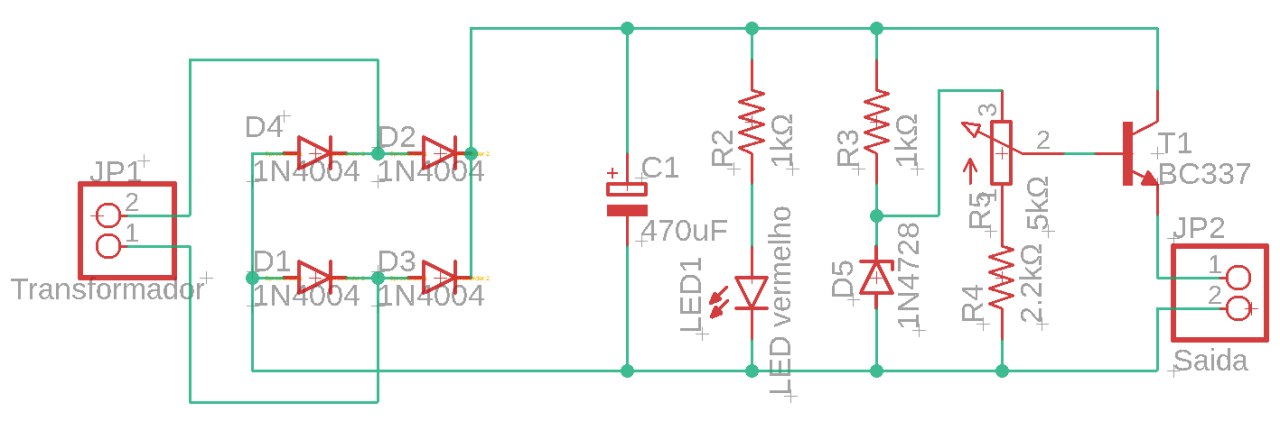 JP1
2
1
Transformador
D4
1N4004
D2
1N4004
D1
1N4004
D3
1N4004
C1
+
470uF
R2
1kΩ
LED1
LED vermelho
R3
1kΩ
D5
1N4728
3
2
1
R5
5kΩ
R4
2.2kΩ
T1
BC337
JP2
1
2
Saida